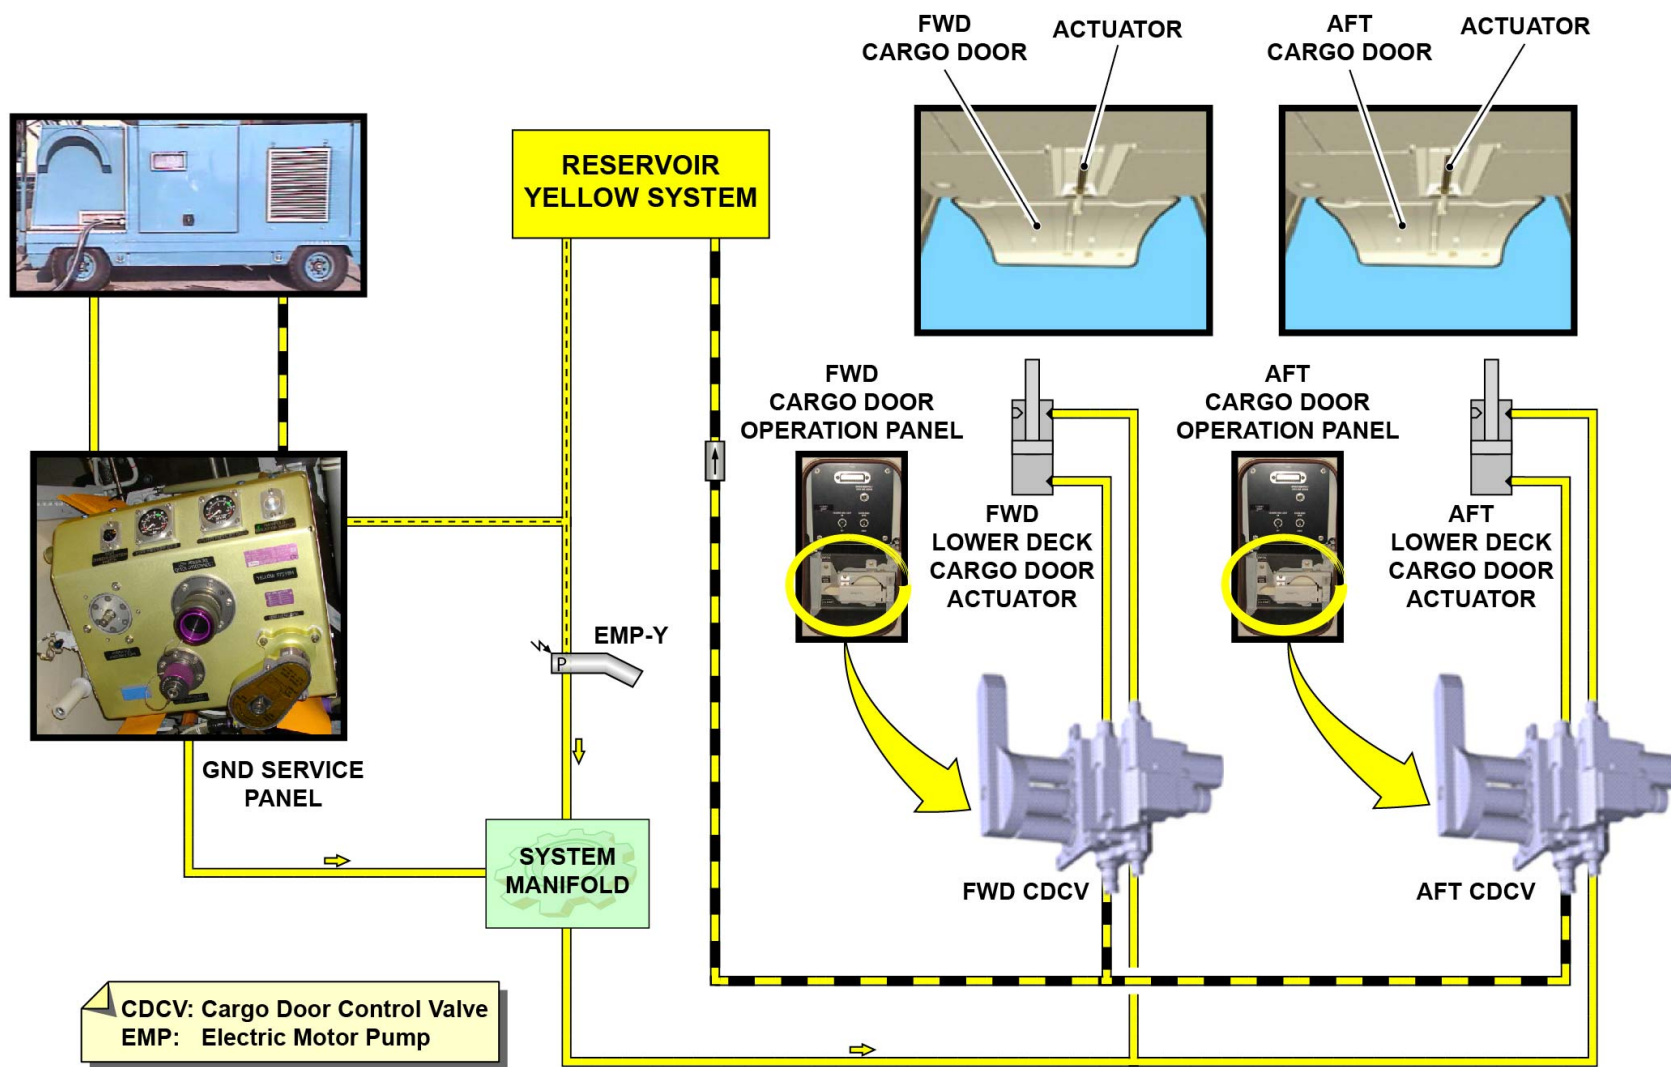 FWD
CARGO DOOR
ACTUATOR
AFT
CARGO DOOR
ACTUATOR
RESERVOIR
YELLOW SYSTEM
FWD
CARGO DOOR
OPERATION PANEL
AFT
CARGO DOOR
OPERATION PANEL
FWD
LOWER DECK
CARGO DOOR
ACTUATOR
AFT
LOWER DECK
CARGO DOOR
ACTUATOR
EMP-Y
P
GND SERVICE
PANEL
SYSTEM
MANIFOLD
FWD CDCV
AFT CDCV
CDCV: Cargo Door Control Valve
EMP: Electric Motor Pump